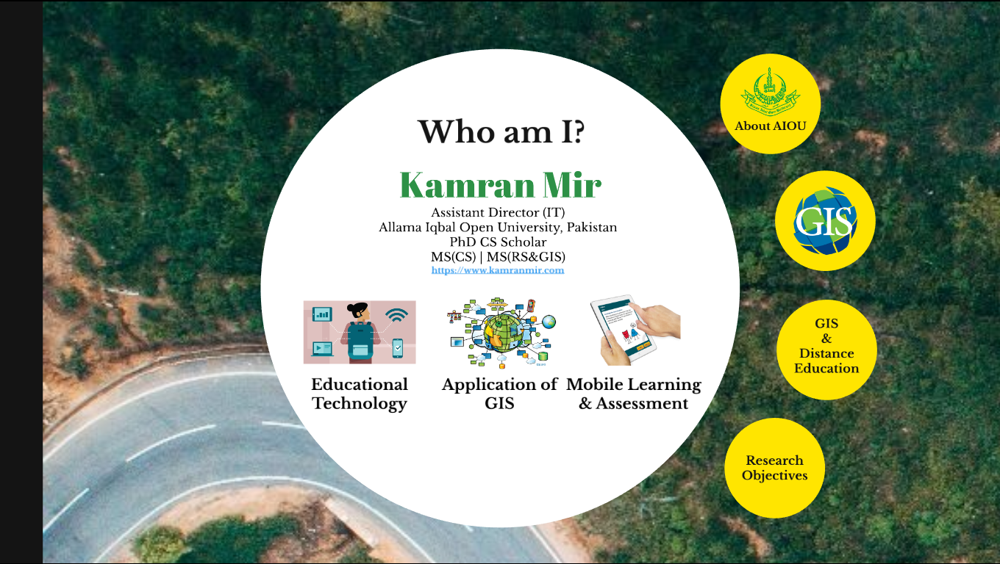 Who am I?
Kamran Mir
Assistant Director (IT)
Allama Iqbal Open University, Pakistan
PhD CS Scholar
MS(CS) | MS(RS&GIS)
https://www.kamranmir.com
Educational
Technology
Application of
GIS
Mobile Learning
& Assessment
About AIOU
GIS
GIS
&
Distance
Education
Research
Objectives